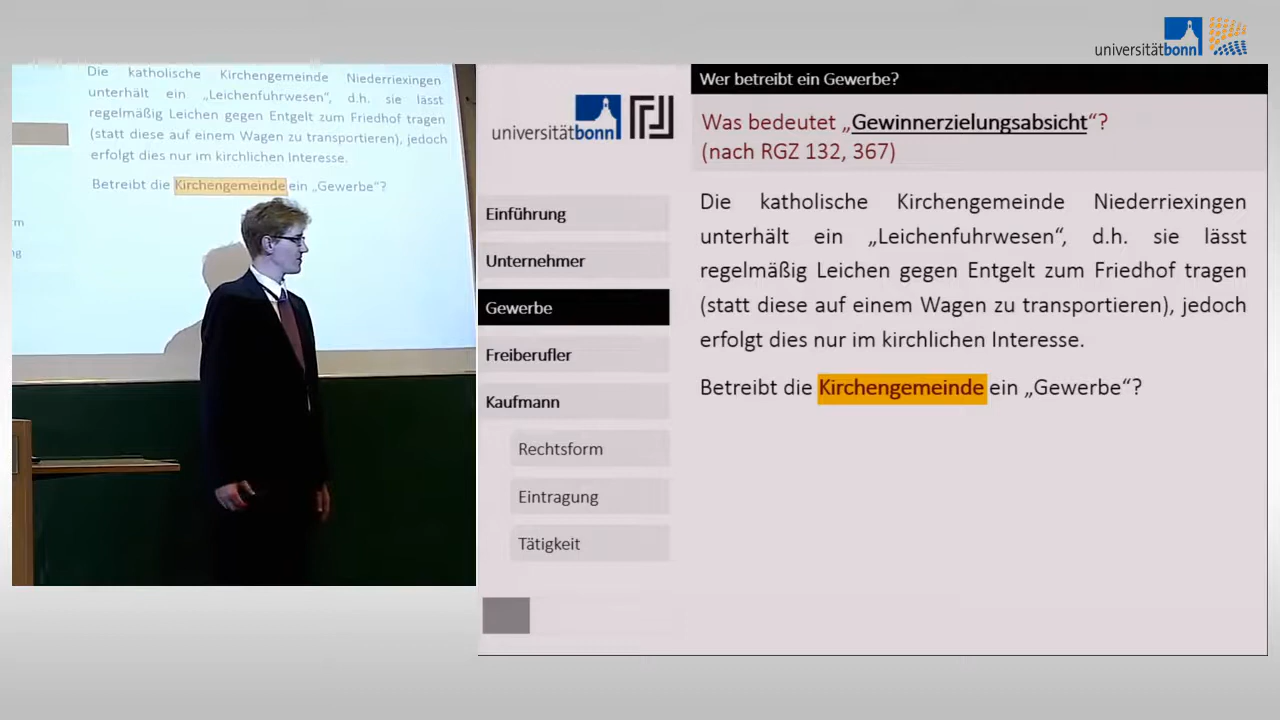 universitätbonn
Die katholische Kirchengemeinde Niederriexingen
unterhält ein „Leichenfuhrwesen“, d.h. sie lässt
regelmäßig Leichen gegen Entgelt zum Friedhof tragen
(statt diese auf einem Wagen zu transportieren), jedoch
erfolgt dies nur im kirchlichen Interesse.
Betreibt die Kirchengemeinde ein „Gewerbe“?
universitätbonn
Einführung
Unternehmer
Gewerbe
Freiberufler
Kaufmann
Rechtsform
Eintragung
Tätigkeit
Wer betreibt ein Gewerbe?
Was bedeutet „Gewinnerzielungsabsicht“?
(nach RGZ 132, 367)
Die katholische Kirchengemeinde Niederriexingen
unterhält ein „Leichenfuhrwesen“, d.h. sie lässt
regelmäßig Leichen gegen Entgelt zum Friedhof tragen
(statt diese auf einem Wagen zu transportieren), jedoch
erfolgt dies nur im kirchlichen Interesse.
Betreibt die Kirchengemeinde ein „Gewerbe“?